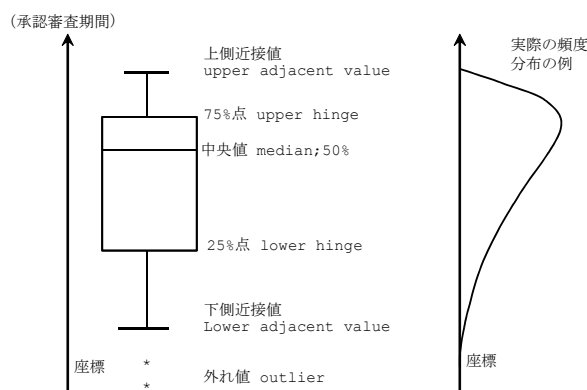 （承認審査期間）
上側近接値
upper adjacent value
75%点 upper hinge
中央値 median;50%
25%点 lower hinge
下側近接値
Lower adjacent value
座標
*
外れ値 outlier
*
実際の頻度
分布の例
座標